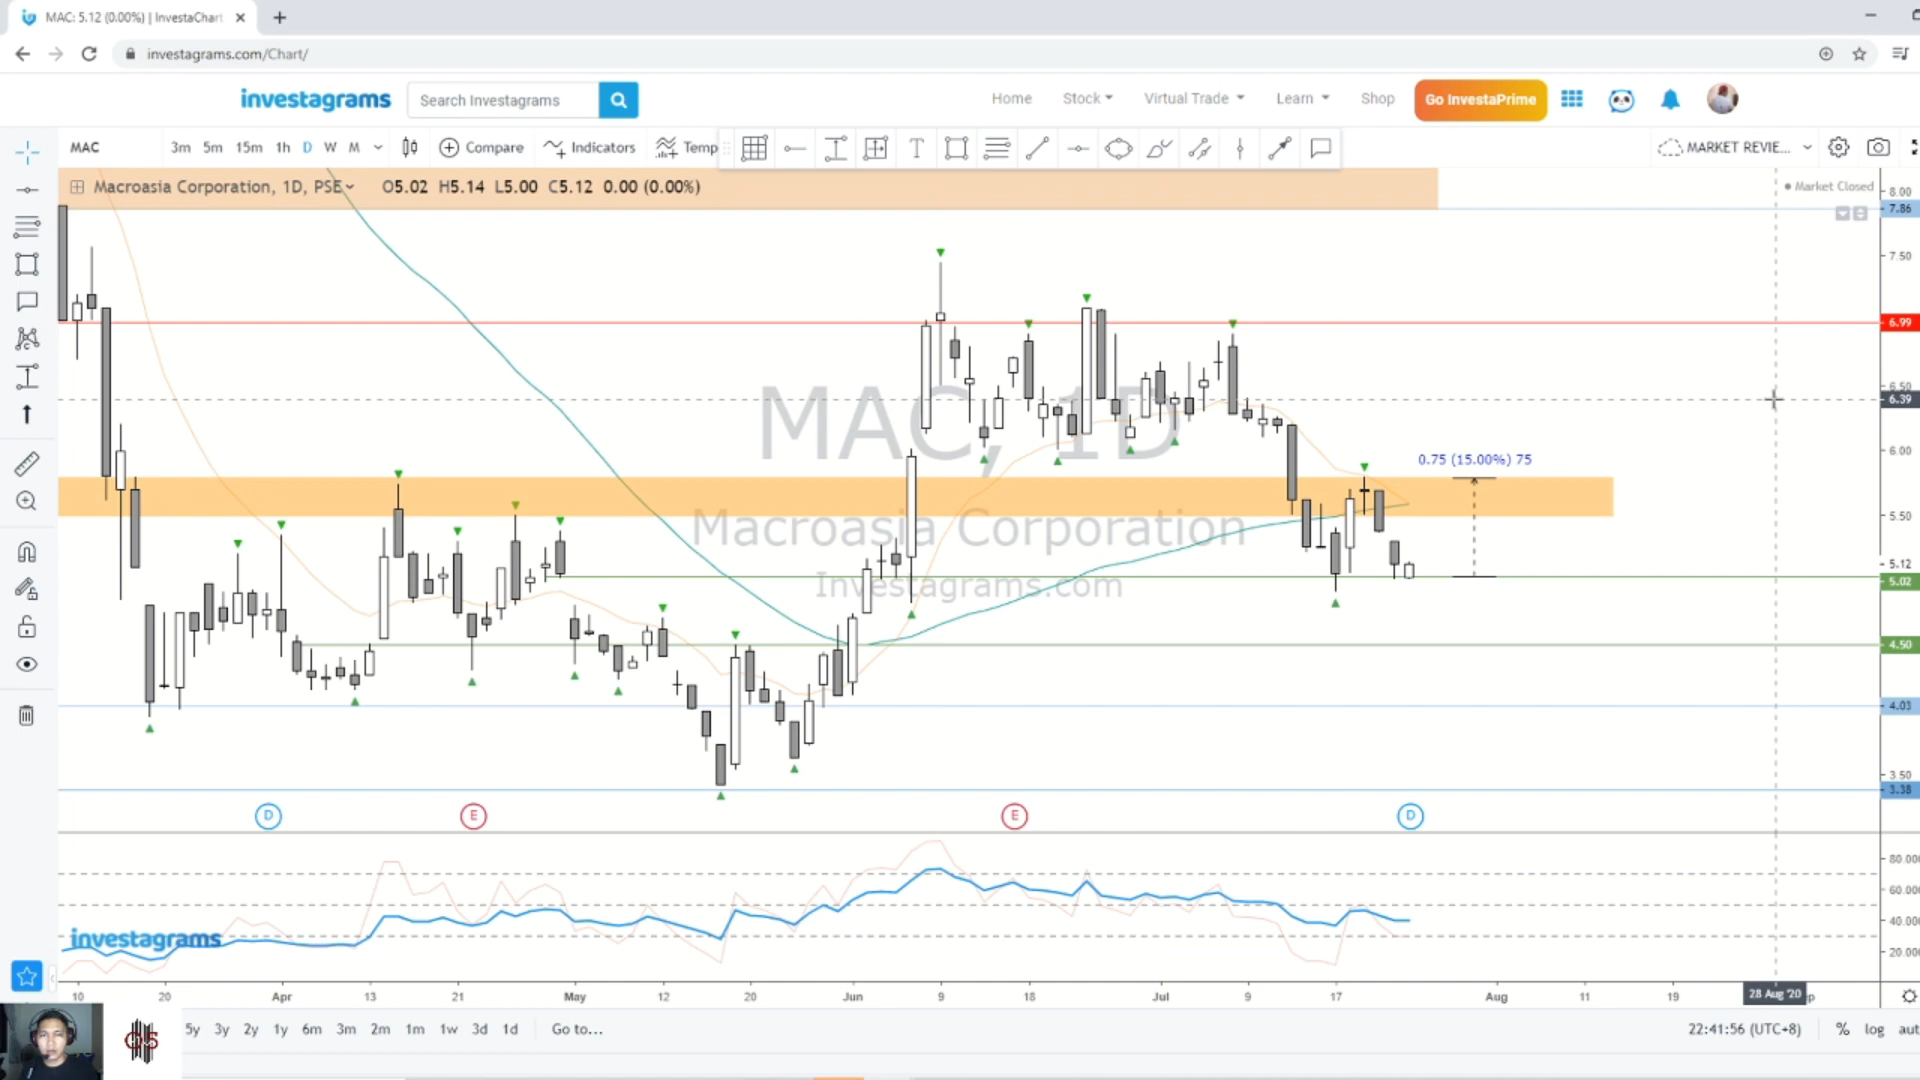 MAC: 5.12 (0.00%) | InvestaChart
investagrams.com/Chart/
investagrams
Search Investagrams
Home
Stock
Virtual Trade
Learn
Shop
Go InvestaPrime
MAC
3m 5m 15m 1h D W M
Compare
Indicators
Temp
MARKET REVIE...
Macroasia Corporation, 1D, PSE
O5.02 H5.14 L5.00 C5.12 0.00 (0.00%)
Market Closed
8.00
7.86
7.50
6.99
6.50
6.39
6.00
5.50
5.12
5.02
4.50
4.03
3.50
3.38
MAC, 1D
Macroasia Corporation
Investagrams.com
0.75 (15.00%) 75
D
E
E
D
80.000
60.000
40.000
20.000
investagrams
10 20 Apr 13 21 May 12 20 Jun 9 18 Jul 9 17 Aug 11 19 28 Aug '20
5y 3y 2y 1y 6m 3m 2m 1m 1w 3d 1d
Go to...
22:41:56 (UTC+8)
% log aut